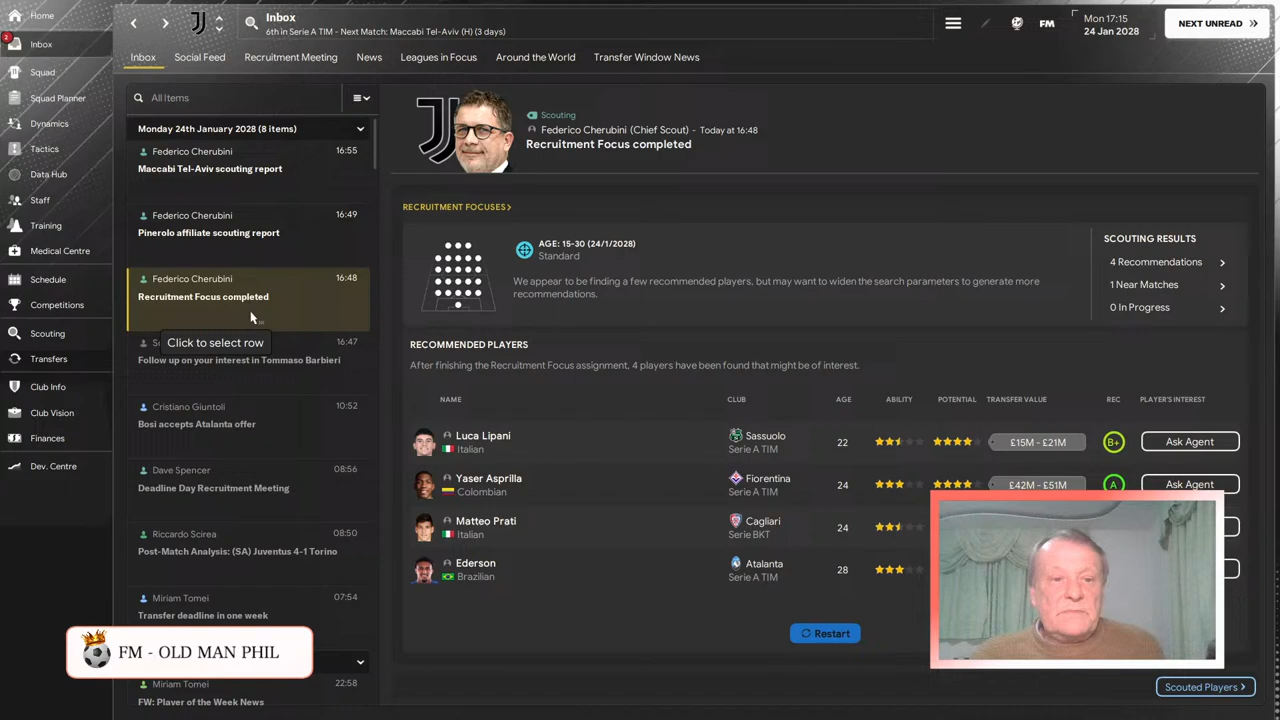 Home
Inbox
2
Squad
Squad Planner
Dynamics
Tactics
Data Hub
Staff
Training
Medical Centre
Schedule
Competitions
Scouting
Transfers
Club Info
Club Vision
Finances
Dev. Centre
Inbox
6th in Serie A TIM - Next Match: Maccabi Tel-Aviv (H) (3 days)
FM
Mon 17:15
24 Jan 2028
NEXT UNREAD
Inbox Social Feed Recruitment Meeting News Leagues in Focus Around the World Transfer Window News
All Items
Monday 24th January 2028 (8 items)
Federico Cherubini 16:55
Maccabi Tel-Aviv scouting report
Federico Cherubini 16:49
Pinerolo affiliate scouting report
Federico Cherubini 16:48
Recruitment Focus completed
Click to select row
16:47
Follow up on your interest in Tommaso Barbieri
Cristiano Giuntoli 10:52
Bosi accepts Atalanta offer
Dave Spencer 08:56
Deadline Day Recruitment Meeting
Riccardo Scirea 08:50
Post-Match Analysis: (SA) Juventus 4-1 Torino
Miriam Tomei 07:54
Transfer deadline in one week
Miriam Tomei 22:58
FW: Player of the Week News
Scouting
Federico Cherubini (Chief Scout) - Today at 16:48
Recruitment Focus completed
RECRUITMENT FOCUSES
AGE: 15-30 (24/1/2028)
Standard
We appear to be finding a few recommended players, but may want to widen the search parameters to generate more
recommendations.
SCOUTING RESULTS
4 Recommendations
1 Near Matches
0 In Progress
RECOMMENDED PLAYERS
After finishing the Recruitment Focus assignment, 4 players have been found that might be of interest.
NAME CLUB AGE ABILITY POTENTIAL TRANSFER VALUE REC PLAYER'S INTEREST
Luca Lipani Sassuolo 22 £15M - £21M B+ Ask Agent
Italian Serie A TIM
Yaser Asprilla Fiorentina 24 £42M - £51M A Ask Agent
Colombian Serie A TIM
Matteo Prati Cagliari 24
Italian Serie BKT
Ederson Atalanta 28
Brazilian Serie A TIM
Restart
Scouted Players
FM - OLD MAN PHIL